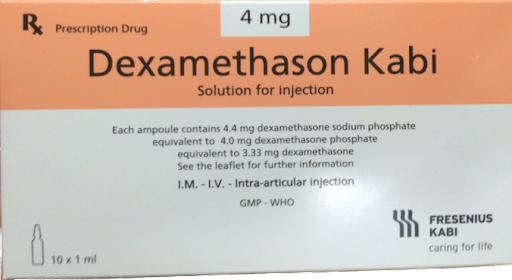 Rx Prescription Drug
4 mg
Dexamethason Kabi
Solution for injection
Each ampoule contains 4.4 mg dexamethasone sodium phosphate
equivalent to 4.0 mg dexamethasone phosphate
equivalent to 3.33 mg dexamethasone
See the leaflet for further information
I.M. - I.V. - Intra-articular injection
GMP - WHO
10 x 1 ml
FRESENIUS
KABI
caring for life